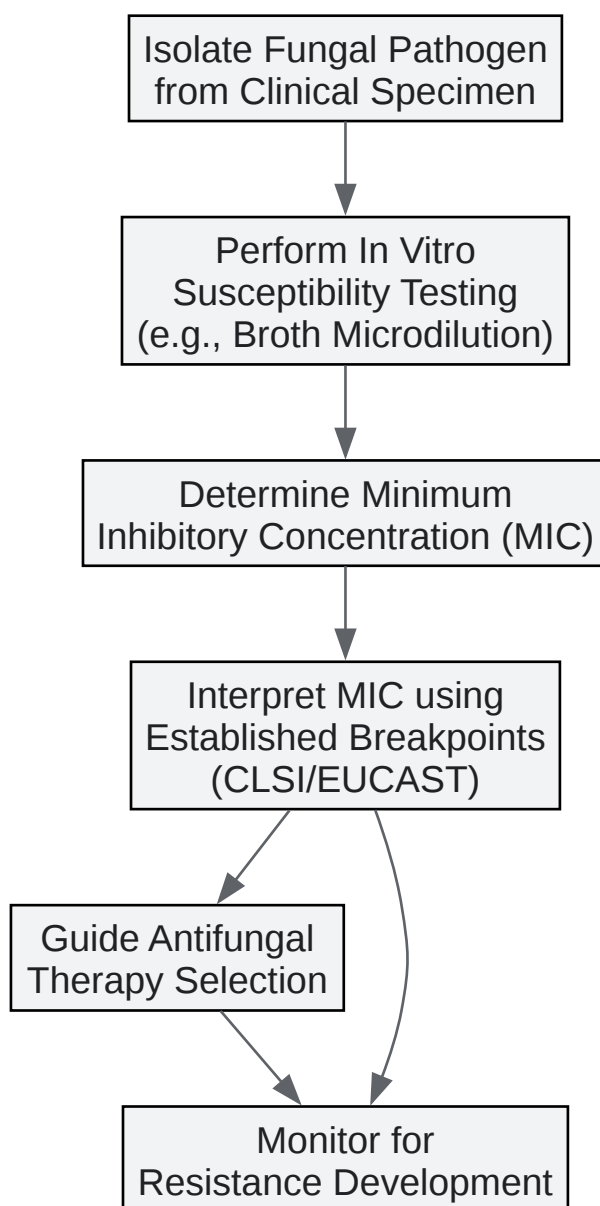 Isolate Fungal Pathogen
from Clinical Specimen
Perform In Vitro
Susceptibility Testing
(e.g., Broth Microdilution)
Determine Minimum
Inhibitory Concentration (MIC)
Interpret MIC using
Established Breakpoints
(CLSI/EUCAST)
Guide Antifungal
Therapy Selection
Monitor for
Resistance Development